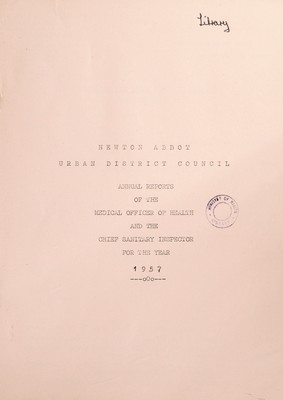 Library
NEWTON ABBOT
URBAN DISTRICT COUNCIL
ANNUAL REPORTS
OF THE
MEDICAL OFFICER OF HEALTH
AND THE
CHIEF SANITARY INSPECTOR
FOR THE YEAR
1957
---oOo---